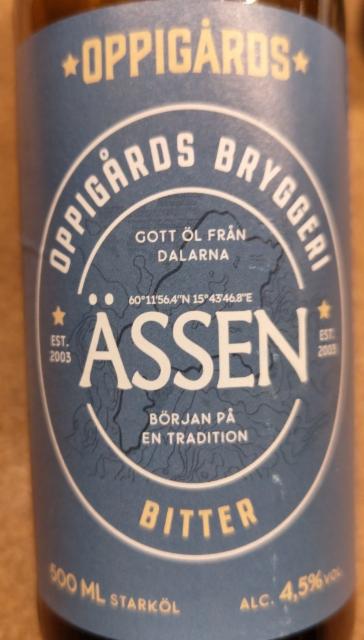 OPPIGÅRDS
OPPIGÅRDS BRYGGERI
GOTT ÖL FRÅN
DALARNA
60°11'56.4"N 15°43'46.8"E
ÄSSEN
EST.
2003
EST.
2003
BÖRJAN PÅ
EN TRADITION
BITTER
500 ML STARKÖL
ALC. 4,5% VOL.